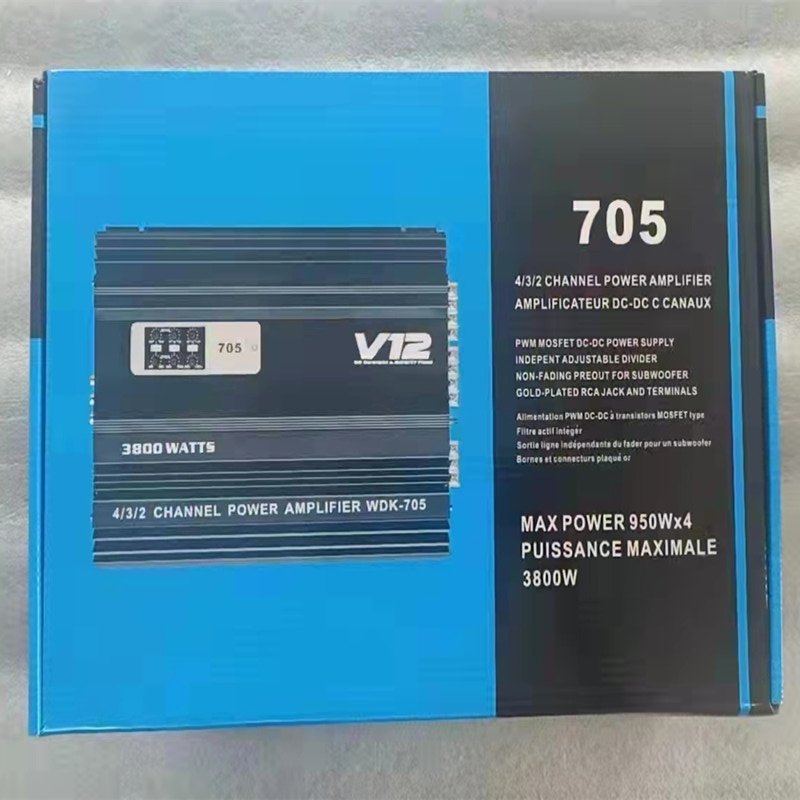 705
V12
3800 WATTS
4/3/2 CHANNEL POWER AMPLIFIER WDK-705
705
4/3/2 CHANNEL POWER AMPLIFIER
AMPLIFICATEUR DC-DC C CANAUX
PWM MOSFET DC-DC POWER SUPPLY
INDEPENT ADJUSTABLE DIVIDER
NON-FADING PREOUT FOR SUBWOOFER
GOLD-PLATED RCA JACK AND TERMINALS
Alimentation PWM DC-DC à transistors MOSFET type
Filtre actif intégér
Sortie ligne indépendante du fader pour un subwoofer
Bornes et connecturs plaqué or
MAX POWER 950Wx4
PUISSANCE MAXIMALE
3800W